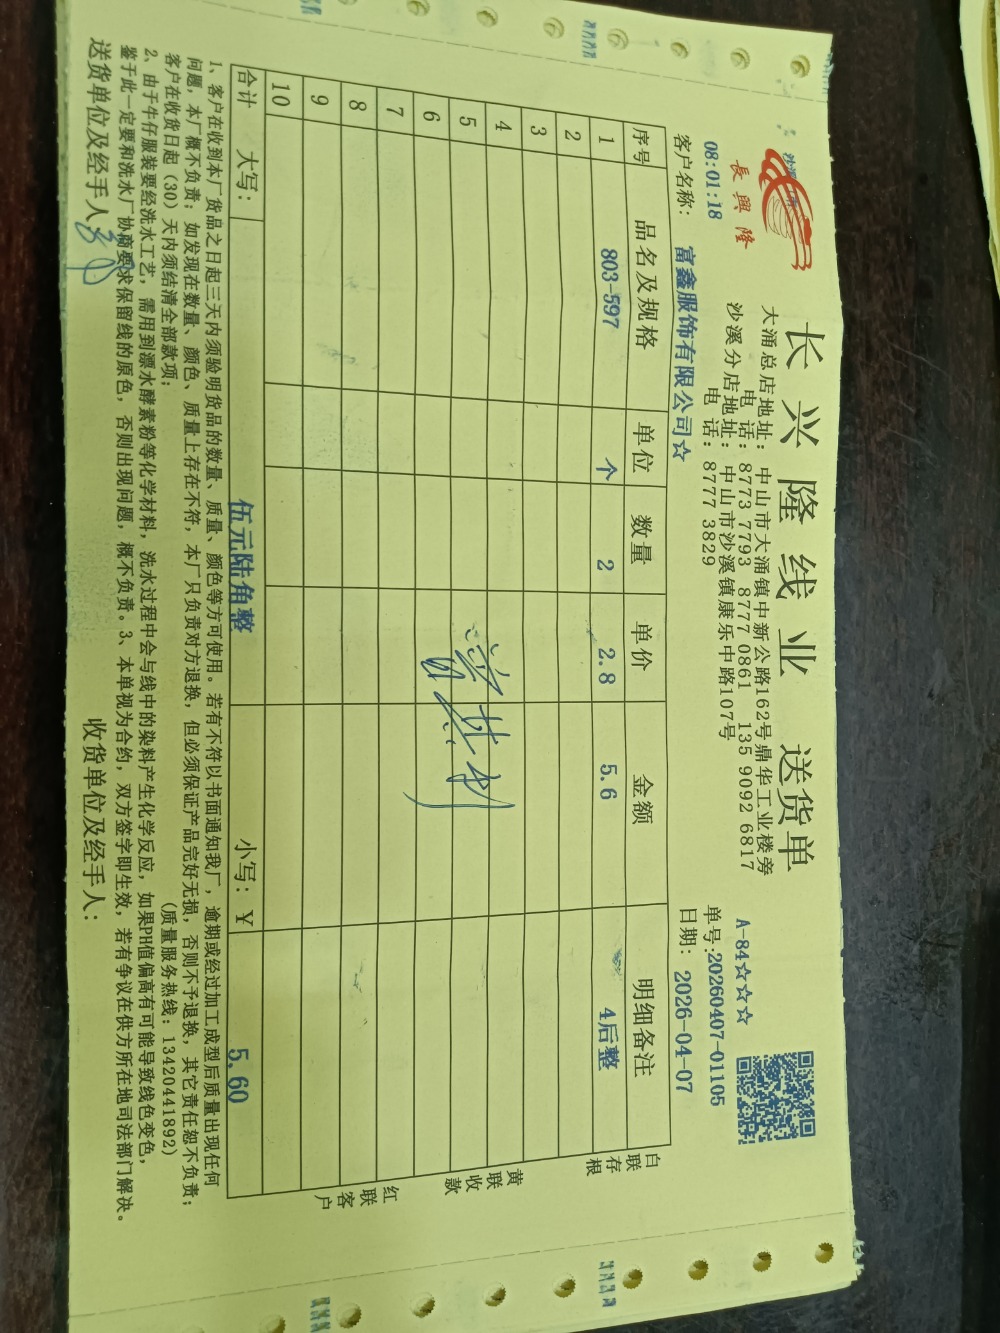 長興隆
长兴隆线业 送货单
大涌总店地址: 中山市大涌镇中新公路162号鼎华工业楼旁
电 话: 8773 7793 8777 0861 135 9092 6817
沙溪分店地址: 中山市沙溪镇康乐中路107号
电 话: 8777 3829
A-84☆☆☆☆
08:01:18
单号:20260407-01105
客户名称: 富鑫服饰有限公司☆
日期: 2026-04-07
序号 品名及规格 单位 数量 单价 金额 明细备注
1 803-597 个 2 2.8 5.6 4后整
2
3
4
5
6
7
8
9
10
合计 大写: 伍元陆角整 小写: ¥ 5.60
白联存根
黄联收款
红联客户
1、客户在收到本厂货品之日起三天内须验明货品的数量、质量、颜色等方可使用。若有不符以书面通知我厂，逾期或经过加工成型后质量出现任何
问题，本厂概不负责；如发现在数量、颜色、质量上存在不符，本厂只负责对方退换，但必须保证产品完好无损，否则不予退换，其它责任恕不负责；
客户在收货日起（30）天内须结清全部款项； (质量服务热线: 13420441892)
2、由于牛仔服装要经洗水工艺，需用到漂水酵素粉等化学材料，洗水过程中会与线中的染料产生化学反应，如果PH值偏高有可能导致线色变色，
鉴于此一定要和洗水厂协商要求保留线的原色，否则出现问题，概不负责。3、本单视为合约，双方签字即生效，若有争议在供方所在地司法部门解决。
送货单位及经手人:
收货单位及经手人: